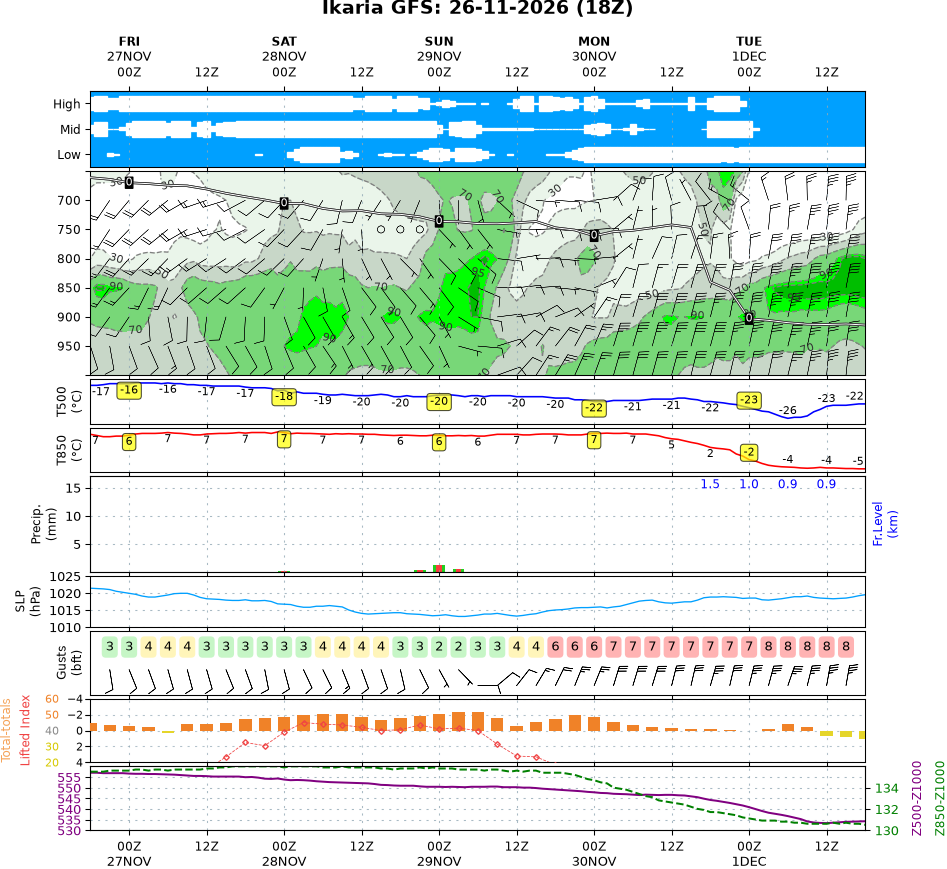 Ikaria GFS: 26-11-2026 (18Z)
FRI SAT SUN MON TUE
27NOV 28NOV 29NOV 30NOV 1DEC
00Z 12Z 00Z 12Z 00Z 12Z 00Z 12Z 00Z 12Z
High
Mid
Low
700
750
800
850
900
950
0 0 0 0 0
T500 (°C)
-17 -16 -16 -17 -17 -18 -19 -20 -20 -20 -20 -20 -20 -22 -21 -21 -22 -23 -26 -23 -22
T850 (°C)
7 6 7 7 7 7 7 7 6 6 6 7 7 7 7 5 2 -2 -4 -4 -5
1.5 1.0 0.9 0.9
Precip. (mm)
15
10
5
Fr.Level (km)
SLP (hPa)
1025
1020
1015
1010
Gusts (bft)
3 3 4 4 4 3 3 3 3 3 3 4 4 4 4 3 3 2 2 3 3 4 4 6 6 6 7 7 7 7 7 7 7 7 8 8 8 8 8
Total-totals
Lifted Index
60 −4
50 −2
40 0
30 2
20 4
555
550
545
540
535
530
134
132
130
Z500-Z1000
Z850-Z1000
00Z 12Z 00Z 12Z 00Z 12Z 00Z 12Z 00Z 12Z
27NOV 28NOV 29NOV 30NOV 1DEC